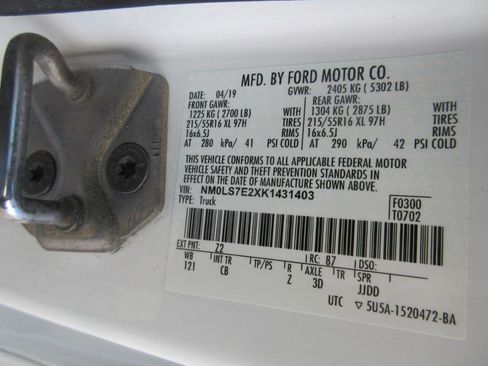 MFD. BY FORD MOTOR CO.
DATE: 04/19 GVWR: 2405 KG ( 5302 LB)
FRONT GAWR: REAR GAWR:
1225 KG ( 2700 LB) WITH 1304 KG ( 2875 LB) WITH
215/55R16 XL 97H TIRES 215/55R16 XL 97H TIRES
16x6.5J RIMS 16x6.5J RIMS
AT 280 kPa/ 41 PSI COLD AT 290 kPa/ 42 PSI COLD
THIS VEHICLE CONFORMS TO ALL APPLICABLE FEDERAL MOTOR
VEHICLE SAFETY AND THEFT PREVENTION STANDARDS IN
EFFECT ON THE DATE OF MANUFACTURE SHOWN ABOVE.
VIN: NM0LS7E2XK1431403 F0300
TYPE: Truck T0702
EXT PNT: Z2 RC: 87 DSO:
WB INT TR TP/PS R AXLE TR SPR
121 CB Z 3D JJDD
UTC ▽ 5U5A-1520472-BA